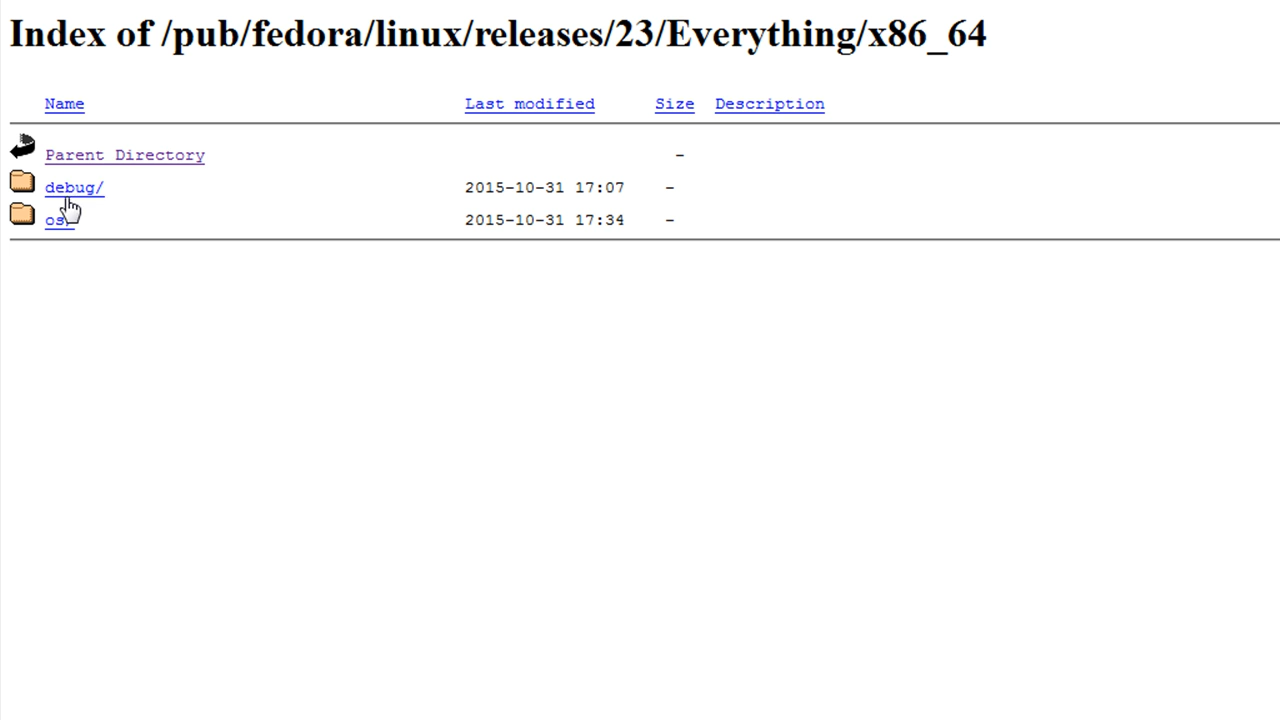 Index of /pub/fedora/linux/releases/23/Everything/x86_64
Name Last modified Size Description
Parent Directory -
debug/ 2015-10-31 17:07 -
os/ 2015-10-31 17:34 -